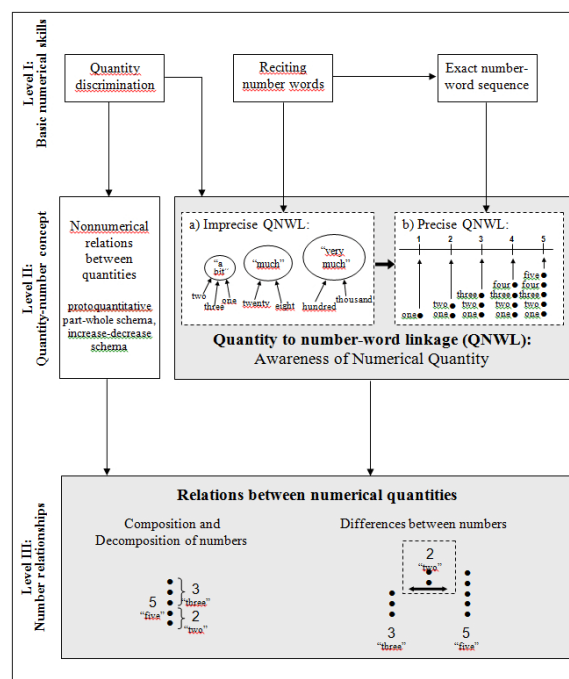 Level I:
Basic numerical skills
Quantity
discrimination
Reciting
number words
Exact number-
word sequence
Level II:
Quantity-number concept
Nonnumerical
relations
between
quantities
protoquantitative
part-whole schema,
increase-decrease
schema
a) Imprecise QNWL:
"a
bit"
"much"
"very
much"
two
three
one
twenty
eight
hundred
thousand
b) Precise QNWL:
1 2 3 4 5
five
four four
three three three
two two two two
one one one one one
Quantity to number-word linkage (QNWL):
Awareness of Numerical Quantity
Level III:
Number relationships
Relations between numerical quantities
Composition and
Decomposition of numbers
5
"five"
3
"three"
2
"two"
Differences between numbers
2
"two"
3
"three"
5
"five"